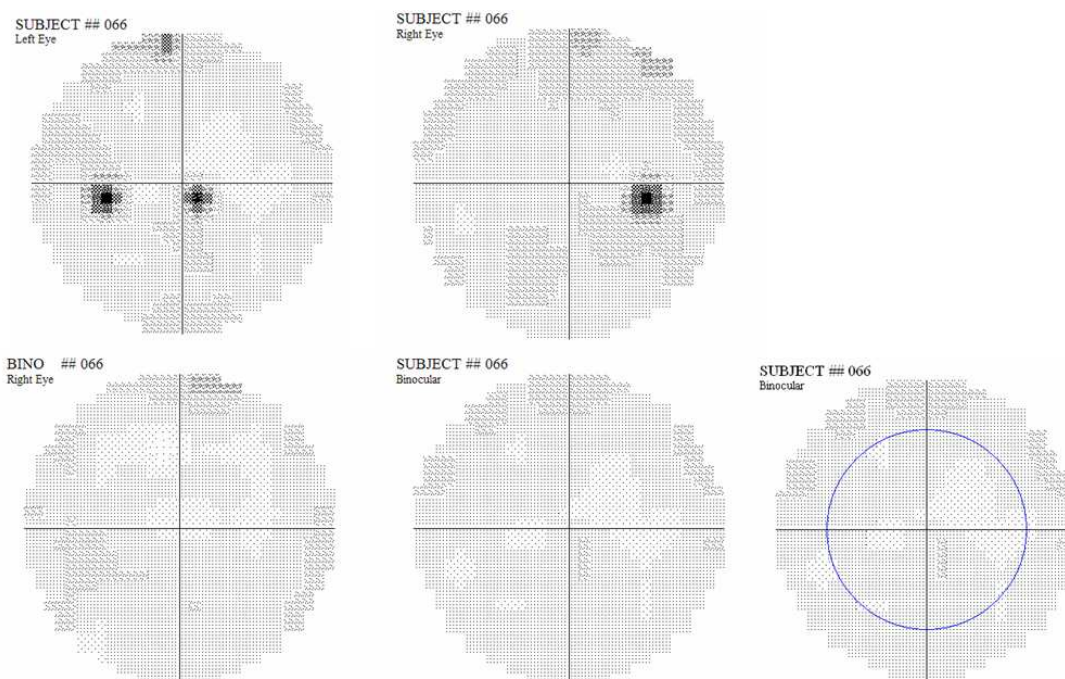 SUBJECT ## 066
Left Eye
SUBJECT ## 066
Right Eye
BINO ## 066
Right Eye
SUBJECT ## 066
Binocular
SUBJECT ## 066
Binocular